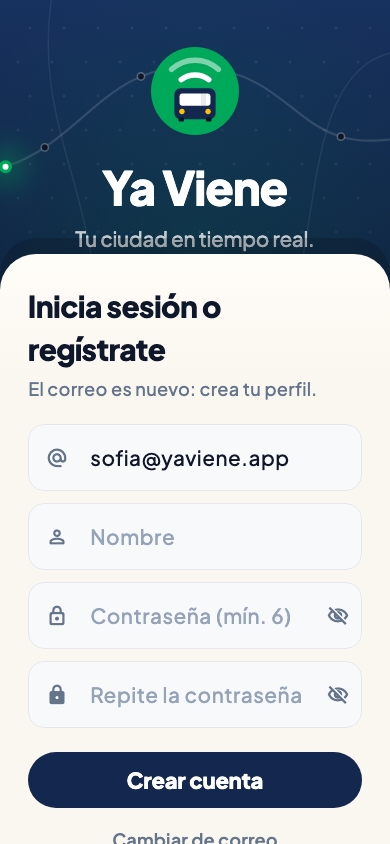 Ya Viene
Tu ciudad en tiempo real.
Inicia sesión o
regístrate
El correo es nuevo: crea tu perfil.
sofia@yaviene.app
Nombre
Contraseña (mín. 6)
Repite la contraseña
Crear cuenta
Cambiar de correo